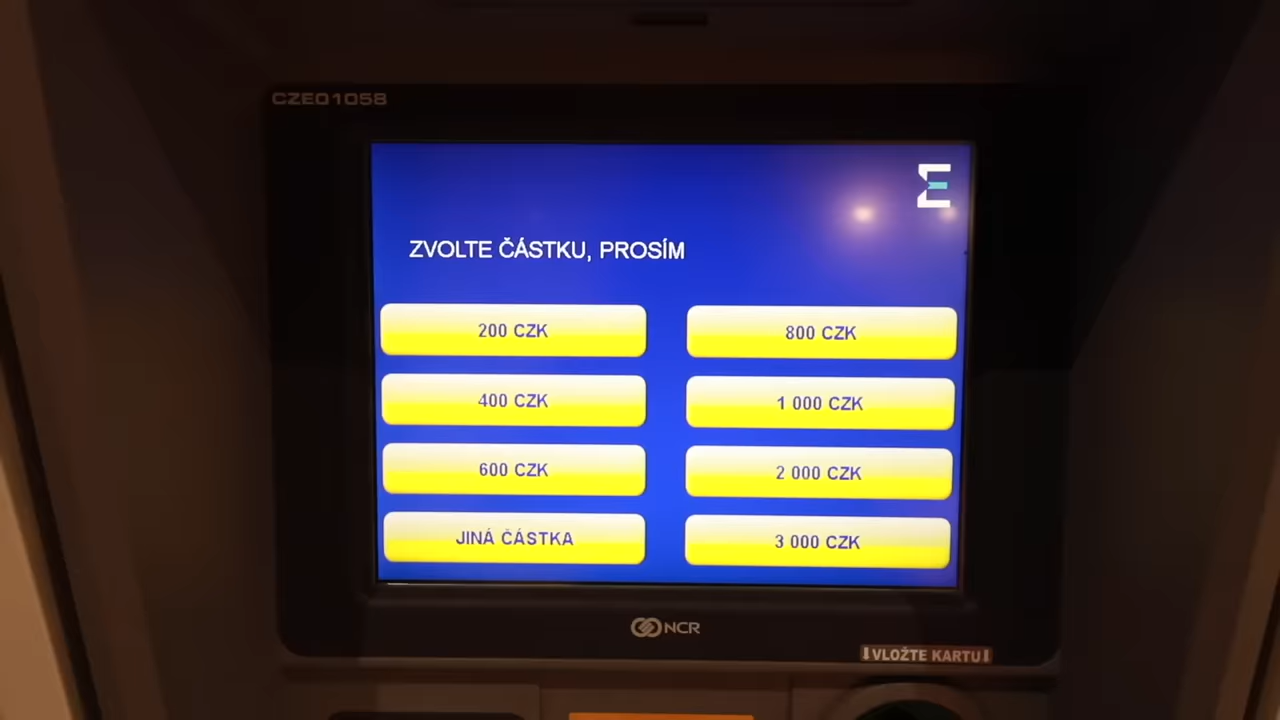 CZE01058
ZVOLTE ČÁSTKU, PROSÍM
200 CZK
800 CZK
400 CZK
1 000 CZK
600 CZK
2 000 CZK
JINÁ ČÁSTKA
3 000 CZK
NCR
VLOŽTE KARTU